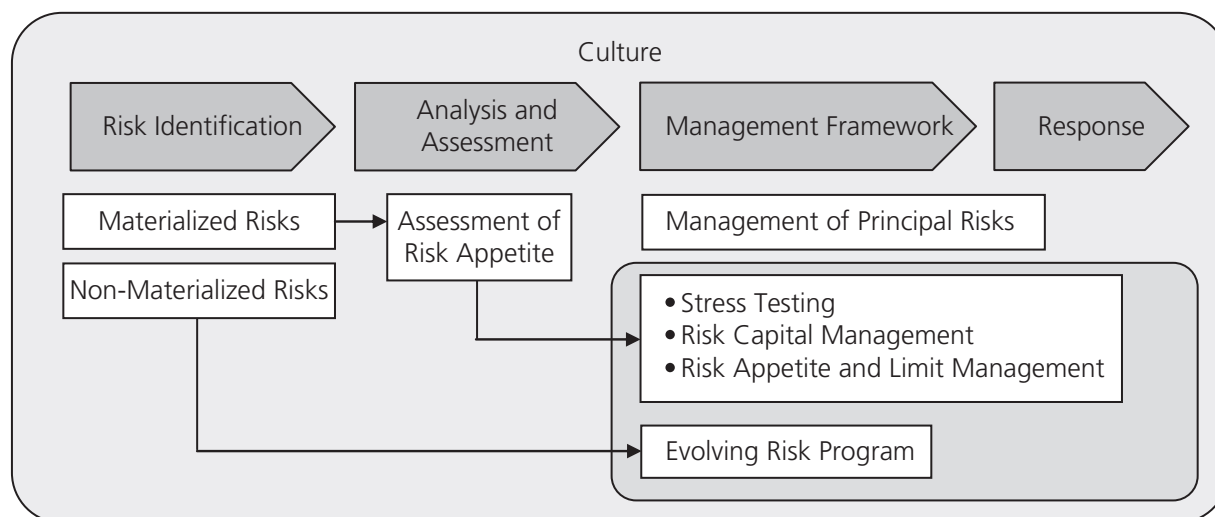 Culture
Risk Identification
Analysis and
Assessment
Management Framework
Response
Materialized Risks
Assessment of
Risk Appetite
Management of Principal Risks
Non-Materialized Risks
• Stress Testing
• Risk Capital Management
• Risk Appetite and Limit Management
Evolving Risk Program